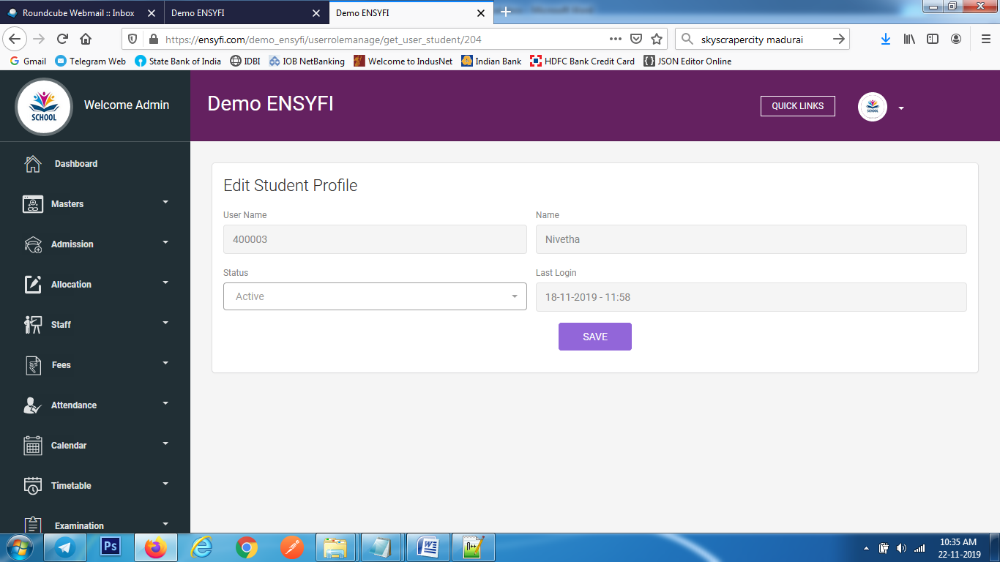 Roundcube Webmail :: Inbox
Demo ENSYFI
Demo ENSYFI
https://ensyfi.com/demo_ensyfi/userrolemanage/get_user_student/204
skyscrapercity madurai
Gmail
Telegram Web
State Bank of India
IDBI
IOB NetBanking
Welcome to IndusNet
Indian Bank
HDFC Bank Credit Card
JSON Editor Online
SCHOOL
Welcome Admin
Demo ENSYFI
QUICK LINKS
SCHOOL
Dashboard
Masters
Admission
Allocation
Staff
Fees
Attendance
Calendar
Timetable
Examination
Edit Student Profile
User Name
Name
400003
Nivetha
Status
Last Login
Active
18-11-2019 - 11:58
SAVE
Ps
10:35 AM
22-11-2019